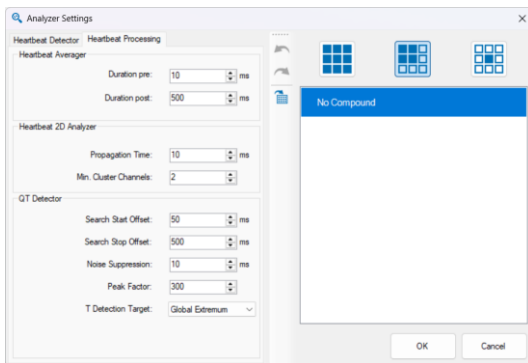 Analyzer Settings
Heartbeat Detector Heartbeat Processing
Heartbeat Averager
Duration pre: 10 ms
Duration post: 500 ms
Heartbeat 2D Analyzer
Propagation Time: 10 ms
Min. Cluster Channels: 2
QT Detector
Search Start Offset: 50 ms
Search Stop Offset: 500 ms
Noise Suppression: 10 ms
Peak Factor: 300
T Detection Target: Global Extremum
No Compound
OK Cancel